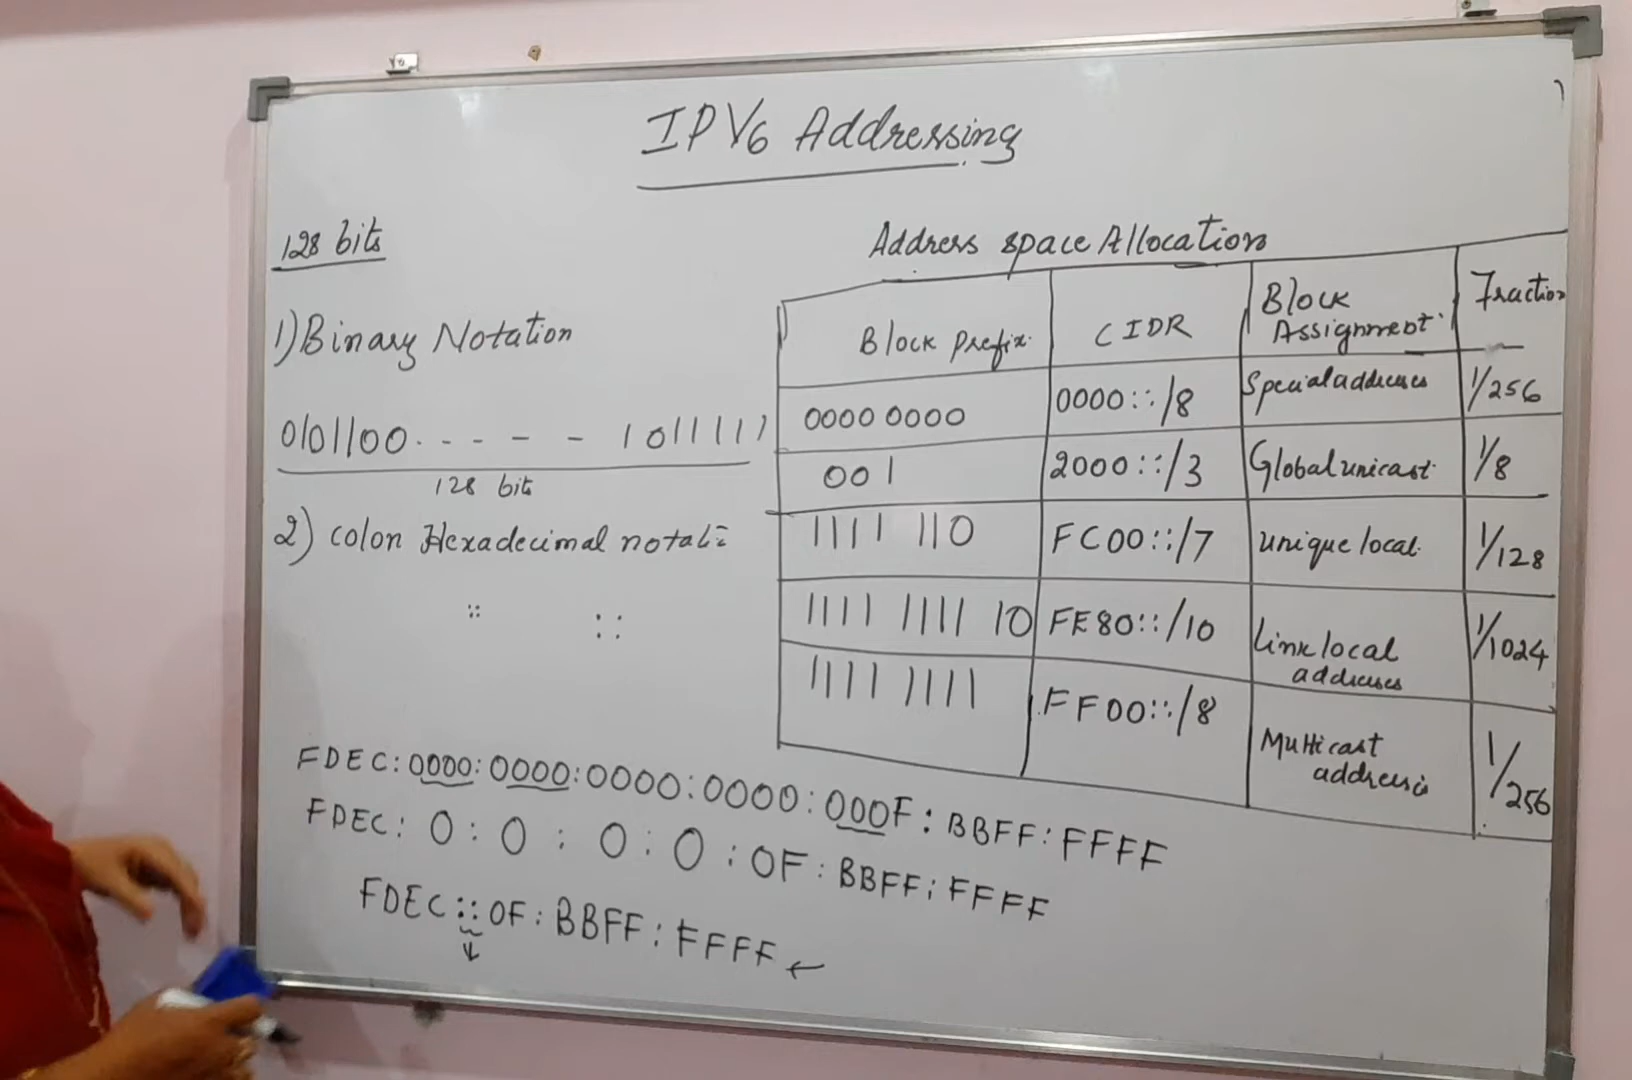 IPV6 Addressing
128 bits
1) Binary Notation
0101100. - - - - 1011111
128 bit
2) Colon Hexadecimal notati
:: ::
Address space Allocation
Block Prefix. CIDR Block Assignment. Fraction
0000 0000 0000::/8 Special addresses 1/256
001 2000::/3 Global unicast. 1/8
1111 110 FC00::/7 unique local. 1/128
1111 1111 10 FE80::/10 Link local addresses 1/1024
1111 1111 FF00::/8 Multicast address 1/256
FDEC:0000:0000:0000:0000:000F:BBFF:FFFF
FDEC: 0 : 0 : 0 : 0 : 0F : BBFF: FFFF
FDEC::0F:BBFF:FFFF ←